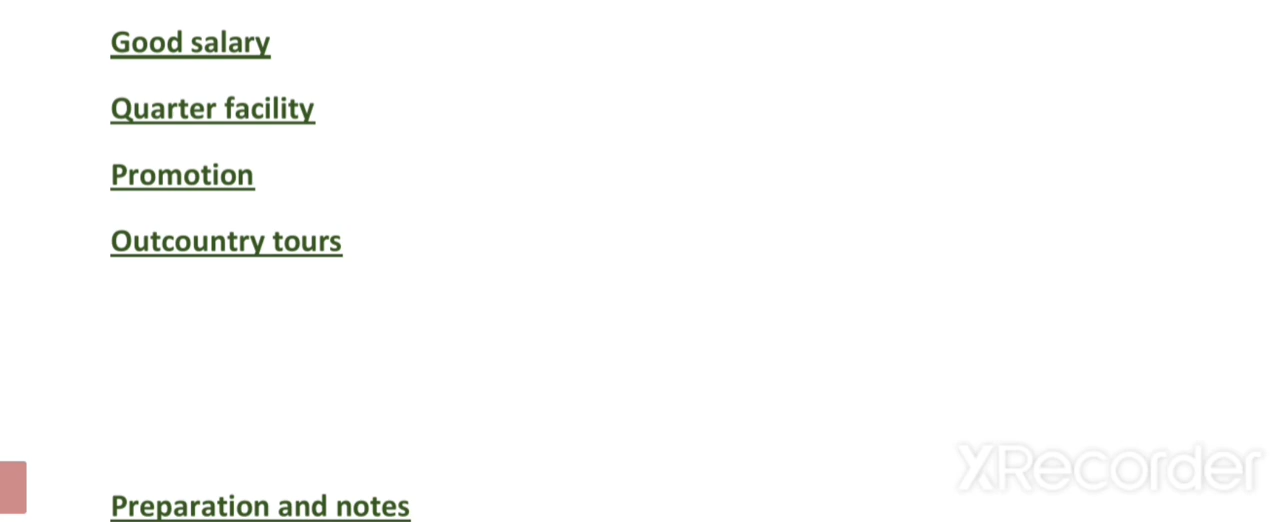 Good salary
Quarter facility
Promotion
Outcountry tours
XRecorder
Preparation and notes